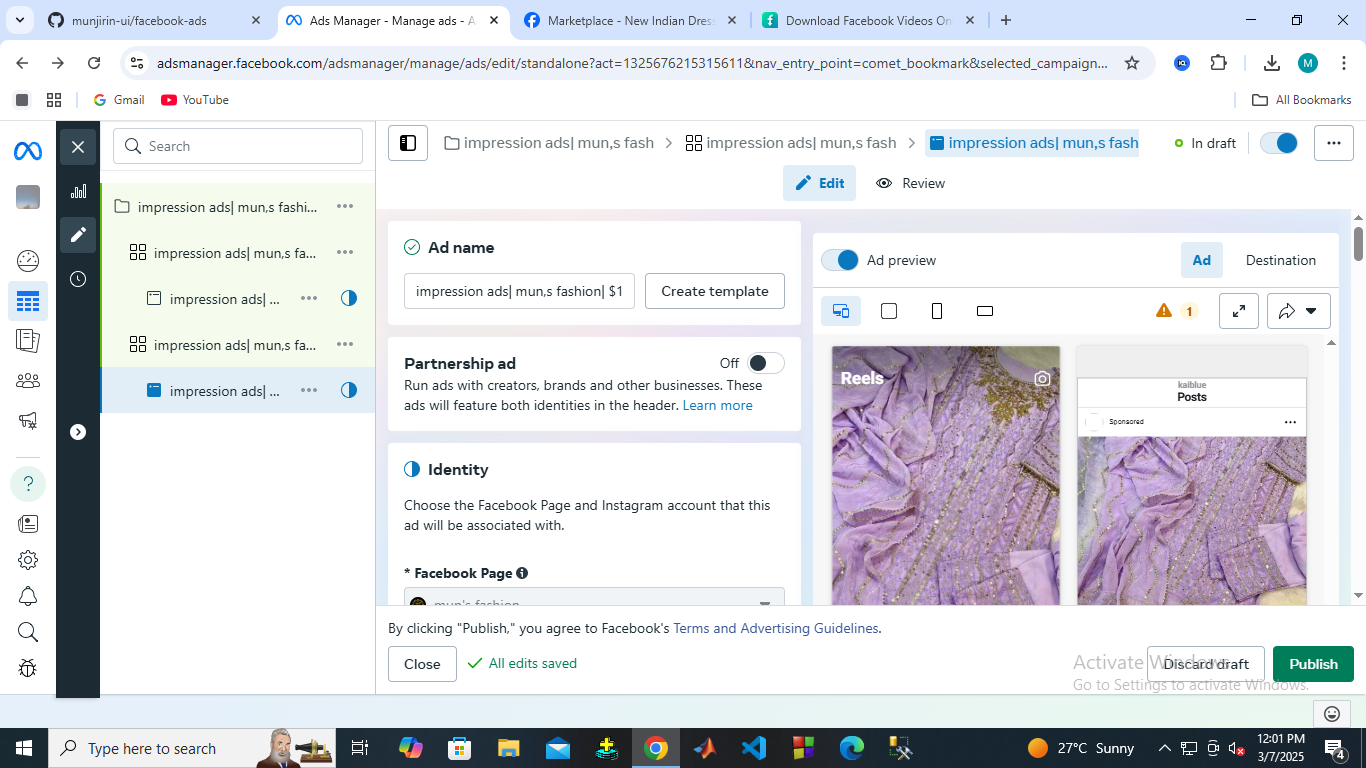 munjirin-ui/facebook-ads
Ads Manager - Manage ads - A
Marketplace - New Indian Dress
Download Facebook Videos On
adsmanager.facebook.com/adsmanager/manage/ads/edit/standalone?act=1325676215315611&nav_entry_point=comet_bookmark&selected_campaign...
M
Gmail
YouTube
All Bookmarks
Search
impression ads| mun,s fash
impression ads| mun,s fash
impression ads| mun,s fash
In draft
Edit
Review
impression ads| mun,s fashi...
impression ads| mun,s fa...
impression ads| ...
impression ads| mun,s fa...
impression ads| ...
Ad name
impression ads| mun,s fashion| $1
Create template
Partnership ad
Off
Run ads with creators, brands and other businesses. These
ads will feature both identities in the header. Learn more
Identity
Choose the Facebook Page and Instagram account that this
ad will be associated with.
* Facebook Page
mun's fashion
Ad preview
Ad
Destination
1
Reels
kaiblue
Posts
Sponsored
By clicking "Publish," you agree to Facebook's Terms and Advertising Guidelines.
Close
All edits saved
Discard draft
Publish
Activate Windows
Go to Settings to activate Windows.
Type here to search
27°C Sunny
12:01 PM
3/7/2025
4